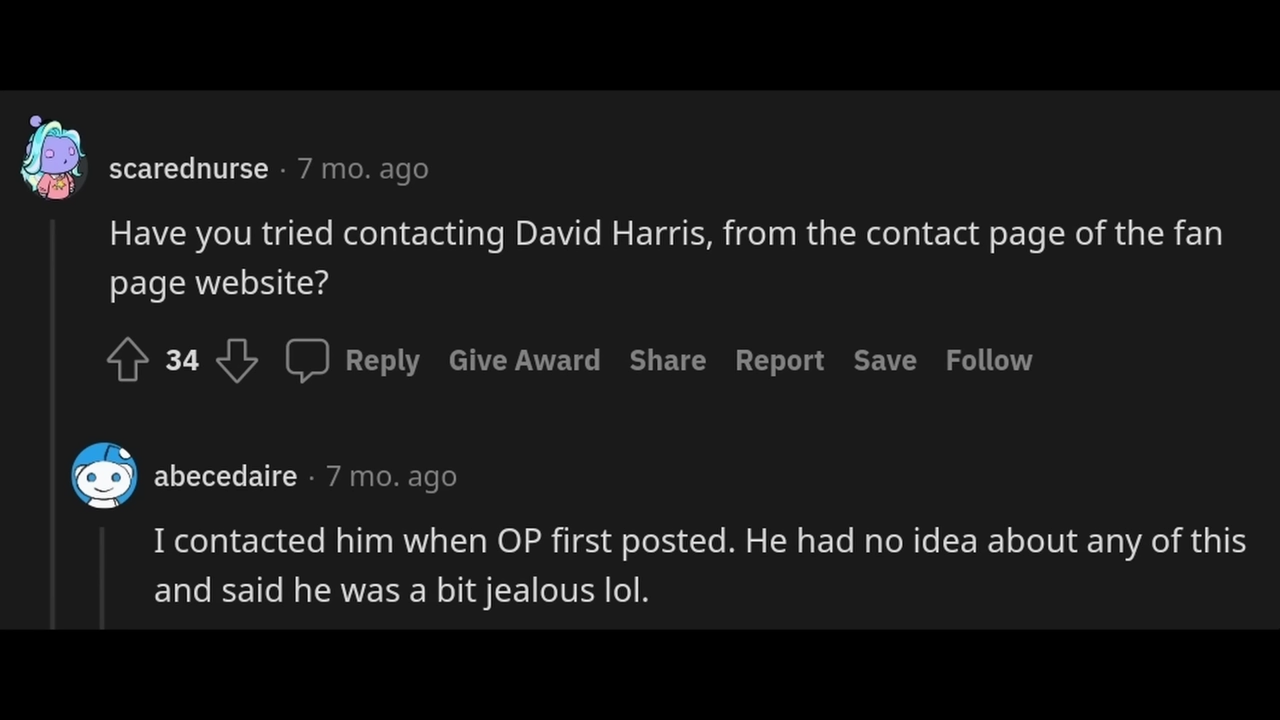 scarednurse · 7 mo. ago
Have you tried contacting David Harris, from the contact page of the fan
page website?
34 Reply Give Award Share Report Save Follow
abecedaire · 7 mo. ago
I contacted him when OP first posted. He had no idea about any of this
and said he was a bit jealous lol.